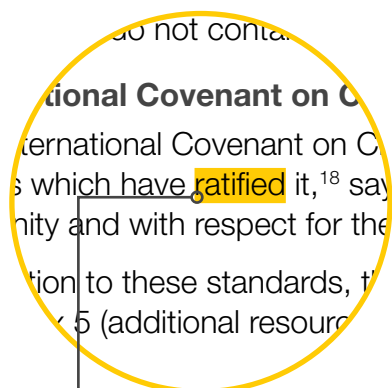 do not conta
tional Covenant on C
ternational Covenant on Ci
s which have ratified it,18 say
nity and with respect for the
tion to these standards, t
x 5 (additional resourc